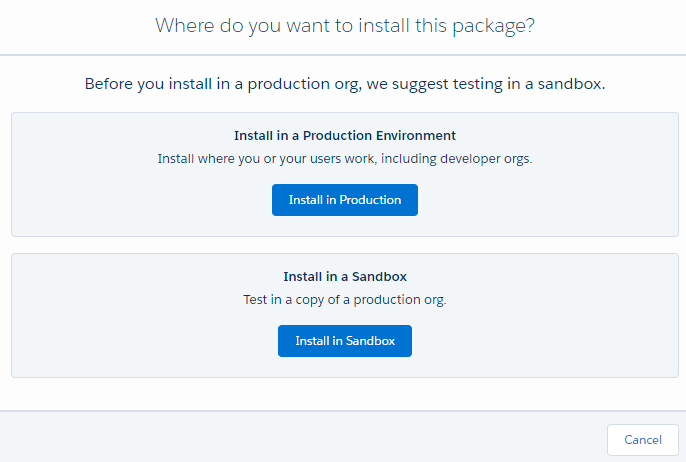 Where do you want to install this package?
Before you install in a production org, we suggest testing in a sandbox.
Install in a Production Environment
Install where you or your users work, including developer orgs.
Install in Production
Install in a Sandbox
Test in a copy of a production org.
Install in Sandbox
Cancel